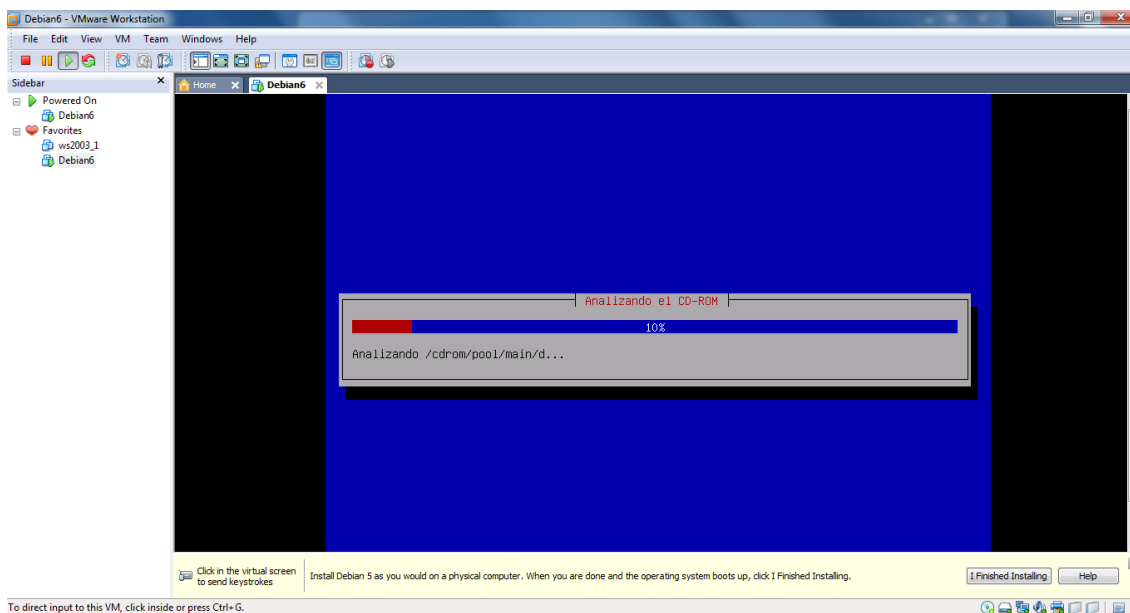 Debian6 - VMware Workstation
File Edit View VM Team Windows Help
Sidebar ×
Home X Debian6 X
Powered On
Debian6
Favorites
ws2003_1
Debian6
Analizando el CD-ROM
10%
Analizando /cdrom/pool/main/d...
Click in the virtual screen
to send keystrokes
Install Debian 5 as you would on a physical computer. When you are done and the operating system boots up, click I Finished Installing.
I Finished Installing
Help
To direct input to this VM, click inside or press Ctrl+G.